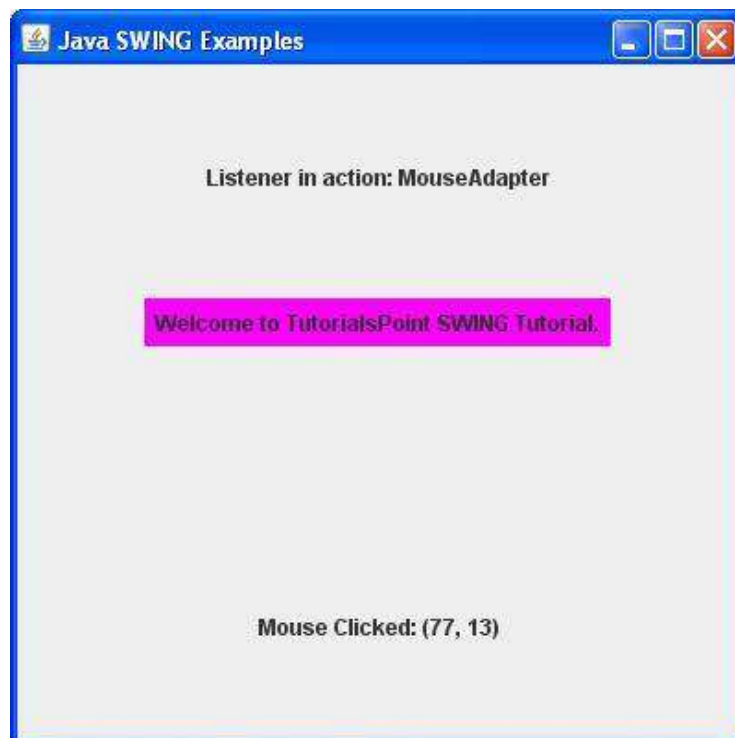 Java SWING Examples
Listener in action: MouseAdapter
Welcome to TutorialsPoint SWING Tutorial.
Mouse Clicked: (77, 13)